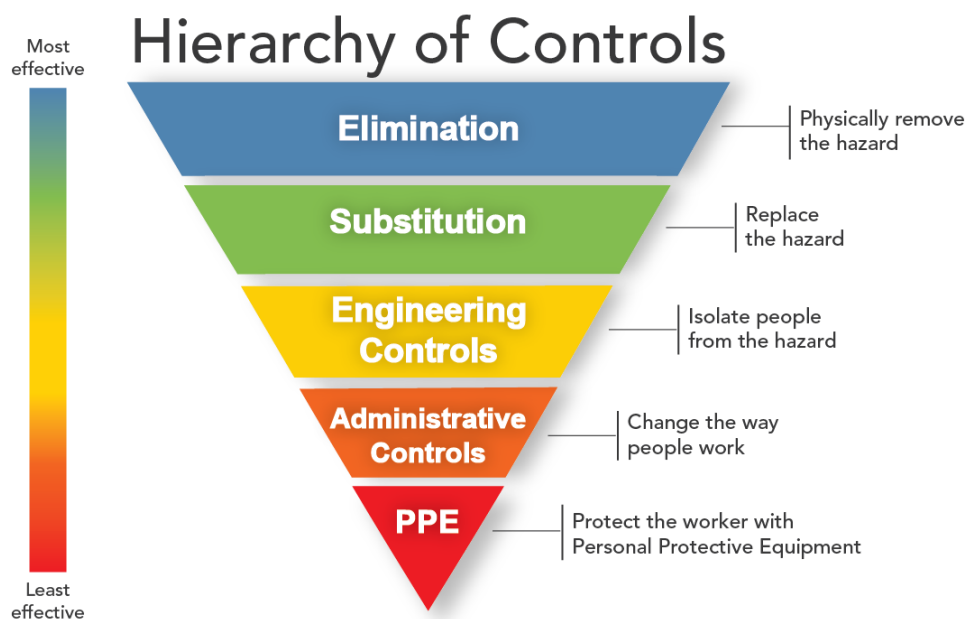 Hierarchy of Controls
Most
effective
Elimination
Physically remove
the hazard
Substitution
Replace
the hazard
Engineering
Controls
Isolate people
from the hazard
Administrative
Controls
Change the way
people work
PPE
Protect the worker with
Personal Protective Equipment
Least
effective